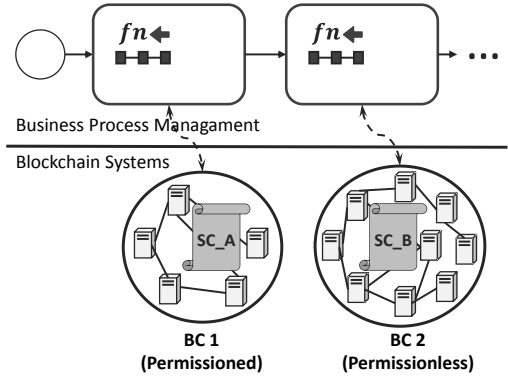 fn
fn
...
Business Process Managament
Blockchain Systems
SC_A
SC_B
BC 1
(Permissioned)
BC 2
(Permissionless)